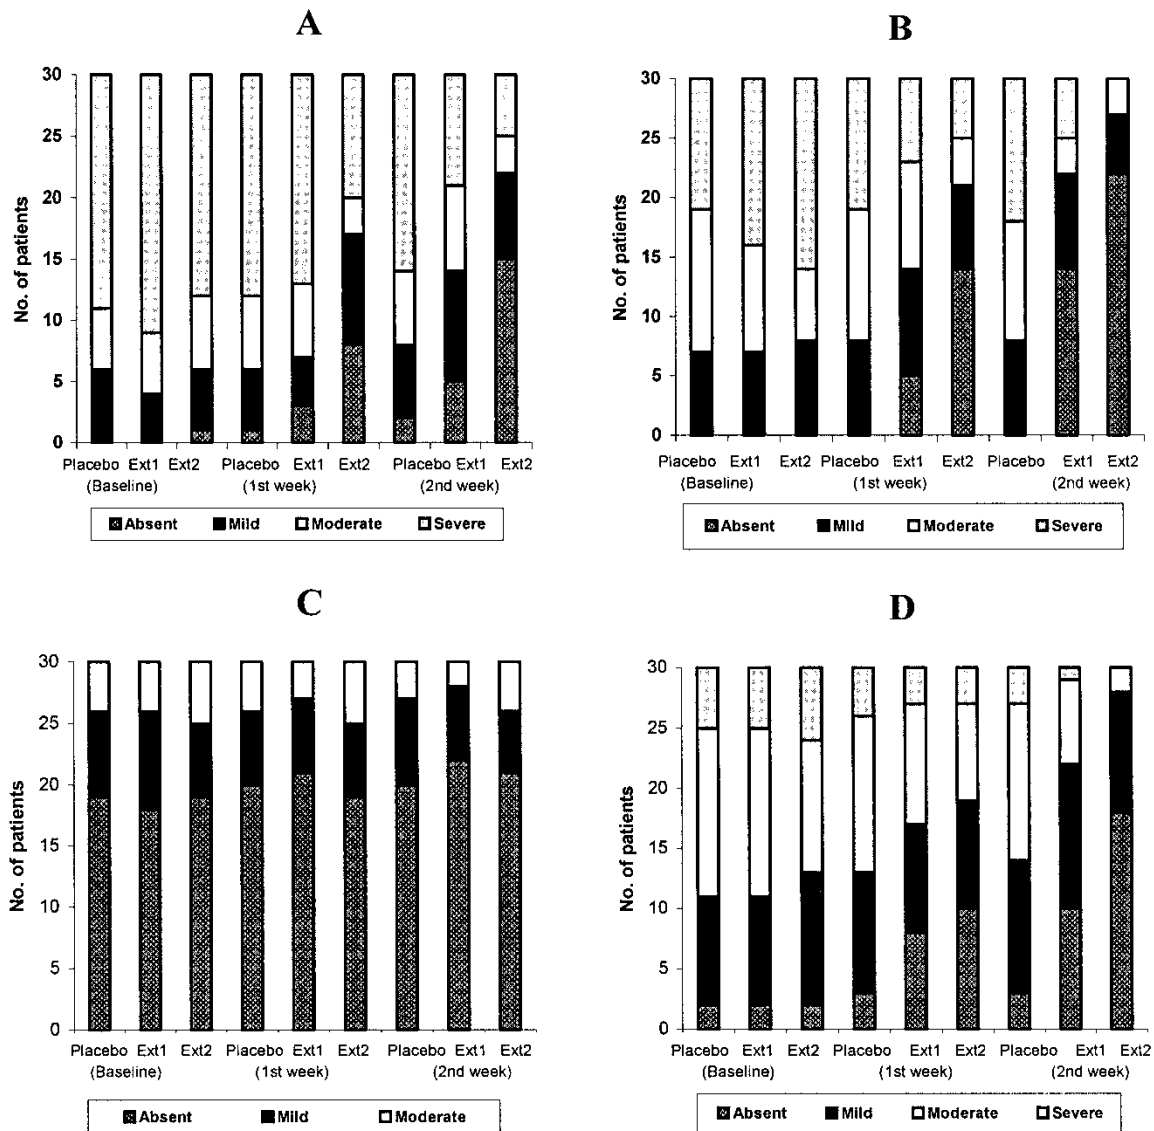 A
No. of patients
30
25
20
15
10
5
0
Placebo Ext1 Ext2 Placebo Ext1 Ext2 Placebo Ext1 Ext2
(Baseline) (1st week) (2nd week)
Absent Mild Moderate Severe
B
No. of patients
30
25
20
15
10
5
0
Placebo Ext1 Ext2 Placebo Ext1 Ext2 Placebo Ext1 Ext2
(Baseline) (1st week) (2nd week)
Absent Mild Moderate Severe
C
No. of patients
30
25
20
15
10
5
0
Placebo Ext1 Ext2 Placebo Ext1 Ext2 Placebo Ext1 Ext2
(Baseline) (1st week) (2nd week)
Absent Mild Moderate
D
No. of patients
30
25
20
15
10
5
0
Placebo Ext1 Ext2 Placebo Ext1 Ext2 Placebo Ext1 Ext2
(Baseline) (1st week) (2nd week)
Absent Mild Moderate Severe